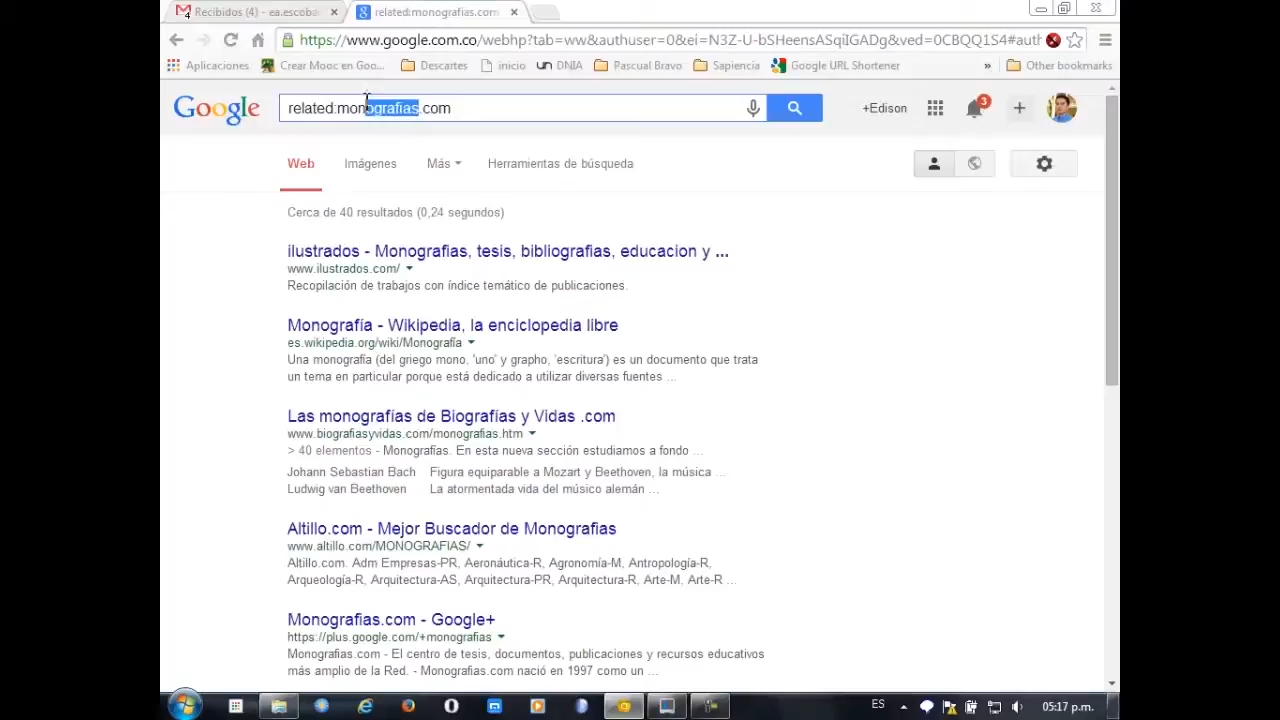 4 Recibidos (4) - ea.escoba ×
related:monografias.com ×
https://www.google.com.co/webhp?tab=ww&authuser=0&ei=N3Z-U-bSHeensASqiIGADg&ved=0CBQQ1S4#auth
Aplicaciones Crear Mooc en Goo... Descartes inicio DNIA Pascual Bravo Sapiencia Google URL Shortener » Other bookmarks
Google related:monografias.com +Edison 3
Web Imágenes Más Herramientas de búsqueda
Cerca de 40 resultados (0,24 segundos)
ilustrados - Monografias, tesis, bibliografias, educacion y ...
www.ilustrados.com/
Recopilación de trabajos con índice temático de publicaciones.
Monografía - Wikipedia, la enciclopedia libre
es.wikipedia.org/wiki/Monografía
Una monografía (del griego mono, 'uno' y grapho, 'escritura') es un documento que trata
un tema en particular porque está dedicado a utilizar diversas fuentes ...
Las monografías de Biografías y Vidas .com
www.biografiasyvidas.com/monografias.htm
> 40 elementos - Monografías. En esta nueva sección estudiamos a fondo ...
Johann Sebastian Bach Figura equiparable a Mozart y Beethoven, la música ...
Ludwig van Beethoven La atormentada vida del músico alemán ...
Altillo.com - Mejor Buscador de Monografias
www.altillo.com/MONOGRAFIAS/
Altillo.com. Adm Empresas-PR, Aeronáutica-R, Agronomía-M, Antropología-R,
Arqueología-R, Arquitectura-AS, Arquitectura-PR, Arquitectura-R, Arte-M, Arte-R ...
Monografias.com - Google+
https://plus.google.com/+monografias
Monografias.com - El centro de tesis, documentos, publicaciones y recursos educativos
más amplio de la Red. - Monografias.com nació en 1997 como un ...
ES 05:17 p.m.